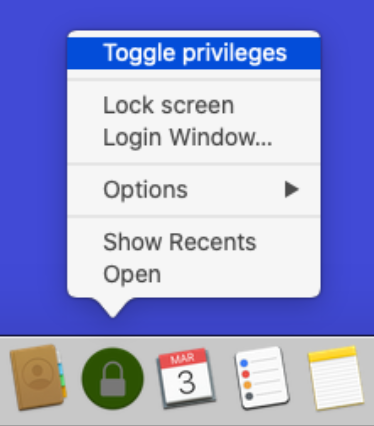 Toggle privileges
Lock screen
Login Window...
Options
Show Recents
Open
MAR
3